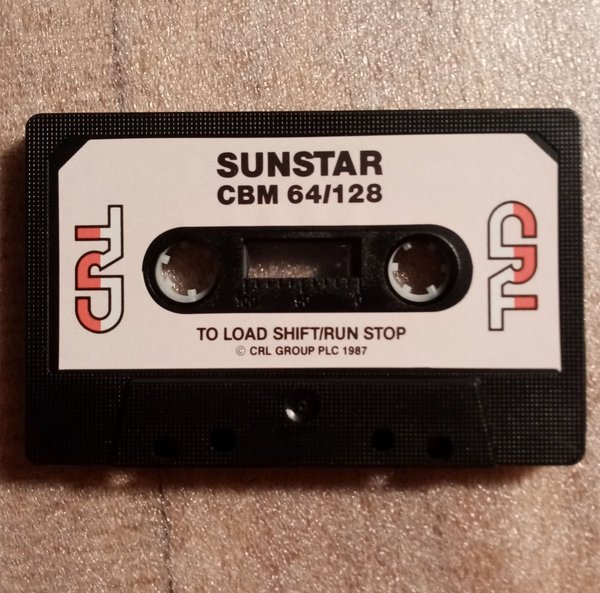 SUNSTAR
CBM 64/128
CRL
CRL
TO LOAD SHIFT/RUN STOP
© CRL GROUP PLC 1987